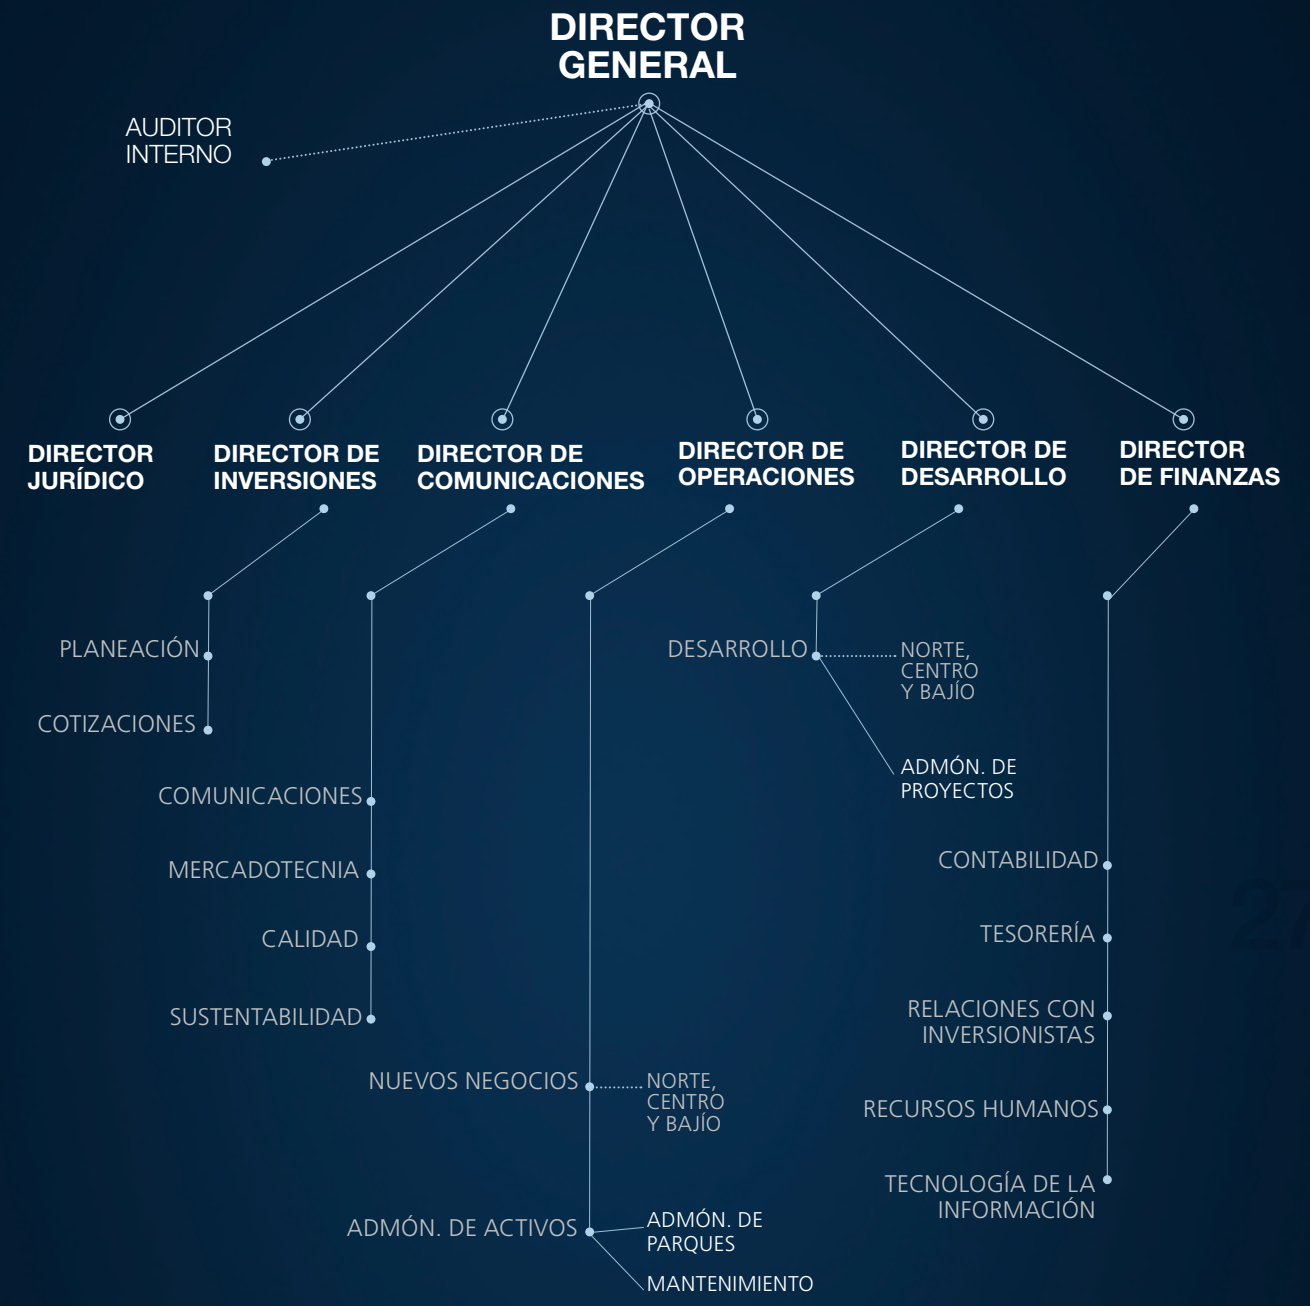 DIRECTOR
GENERAL
AUDITOR
INTERNO
DIRECTOR
JURÍDICO
DIRECTOR DE
INVERSIONES
DIRECTOR DE
COMUNICACIONES
DIRECTOR DE
OPERACIONES
DIRECTOR DE
DESARROLLO
DIRECTOR
DE FINANZAS
PLANEACIÓN
COTIZACIONES
COMUNICACIONES
MERCADOTECNIA
CALIDAD
SUSTENTABILIDAD
NUEVOS NEGOCIOS
NORTE,
CENTRO
Y BAJÍO
ADMÓN. DE ACTIVOS
ADMÓN. DE
PARQUES
MANTENIMIENTO
DESARROLLO
NORTE,
CENTRO
Y BAJÍO
ADMÓN. DE
PROYECTOS
CONTABILIDAD
TESORERÍA
RELACIONES CON
INVERSIONISTAS
RECURSOS HUMANOS
TECNOLOGÍA DE LA
INFORMACIÓN
27